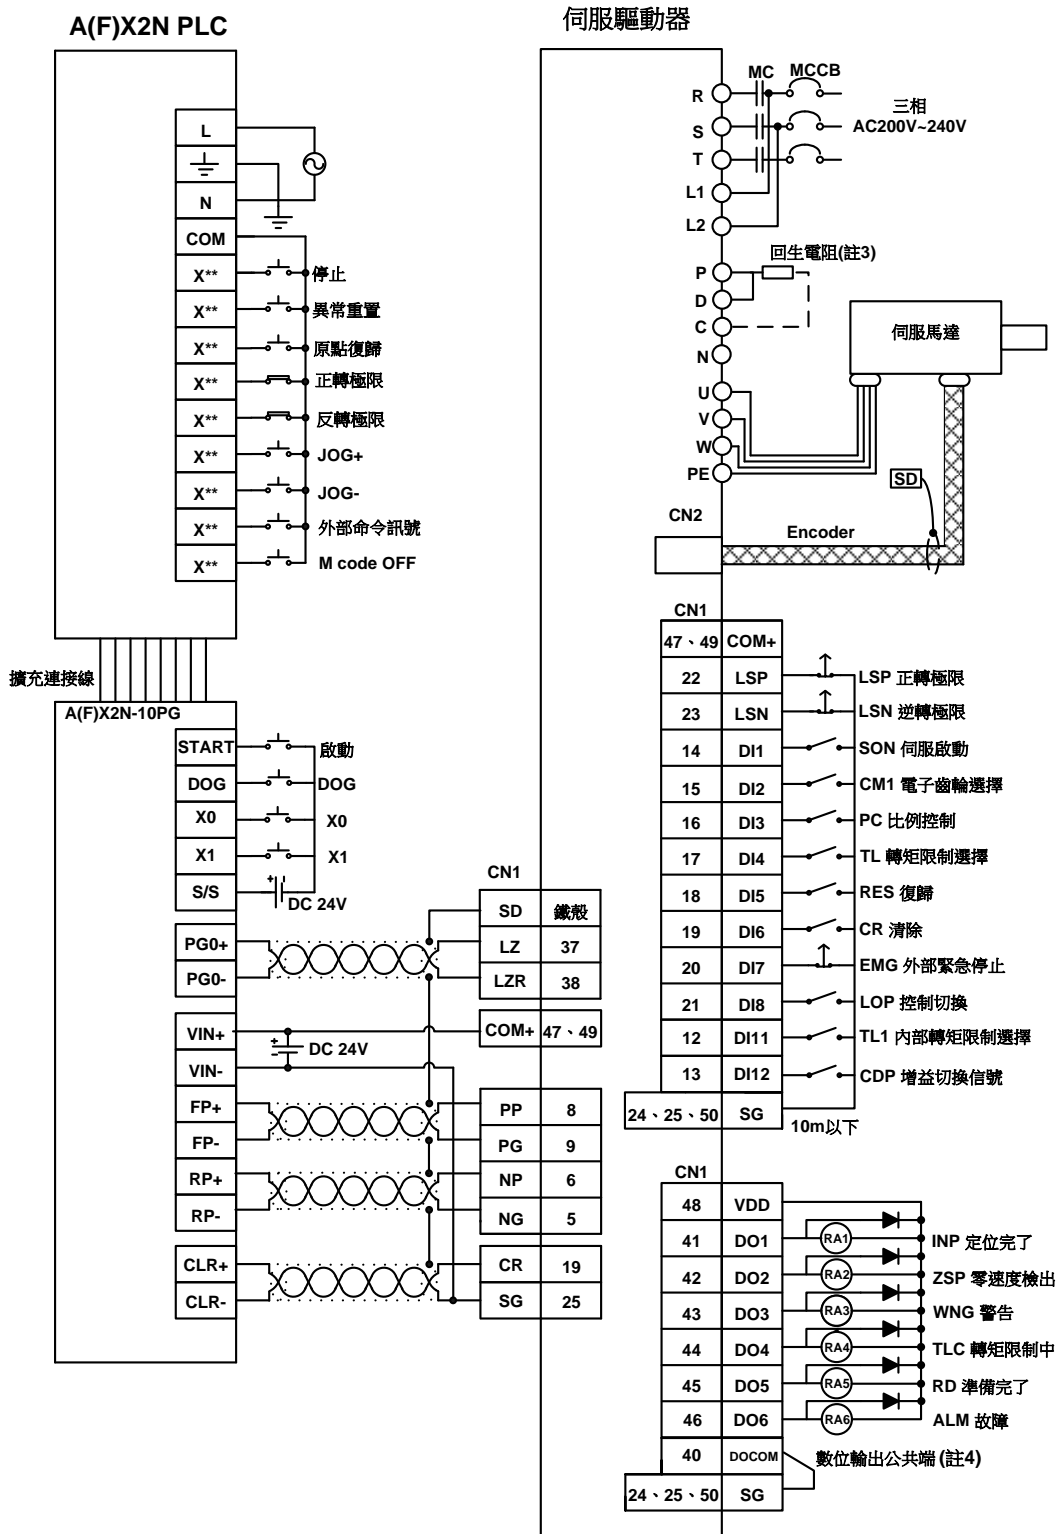 A(F)X2N PLC
L
N
COM
X** 停止
X** 異常重置
X** 原點復歸
X** 正轉極限
X** 反轉極限
X** JOG+
X** JOG-
X** 外部命令訊號
X** M code OFF
擴充連接線
A(F)X2N-10PG
START 啟動
DOG DOG
X0 X0
X1 X1
S/S + - DC 24V
PG0+
PG0-
VIN+
+ - DC 24V
VIN-
FP+
FP-
RP+
RP-
CLR+
CLR-
CN1
SD 鐵殼
LZ 37
LZR 38
COM+ 47、49
PP 8
PG 9
NP 6
NG 5
CR 19
SG 25
伺服驅動器
MC MCCB
R
三相
S AC200V~240V
T
L1
L2
回生電阻(註3)
P
D
C
N
U
V
W
PE
伺服馬達
SD
CN2
Encoder
CN1
47、49 COM+
22 LSP LSP 正轉極限
23 LSN LSN 逆轉極限
14 DI1 SON 伺服啟動
15 DI2 CM1 電子齒輪選擇
16 DI3 PC 比例控制
17 DI4 TL 轉矩限制選擇
18 DI5 RES 復歸
19 DI6 CR 清除
20 DI7 EMG 外部緊急停止
21 DI8 LOP 控制切換
12 DI11 TL1 內部轉矩限制選擇
13 DI12 CDP 增益切換信號
24、25、50 SG 10m以下
CN1
48 VDD
41 DO1 RA1 INP 定位完了
42 DO2 RA2 ZSP 零速度檢出
43 DO3 RA3 WNG 警告
44 DO4 RA4 TLC 轉矩限制中
45 DO5 RA5 RD 準備完了
46 DO6 RA6 ALM 故障
40 DOCOM 數位輸出公共端 (註4)
24、25、50 SG